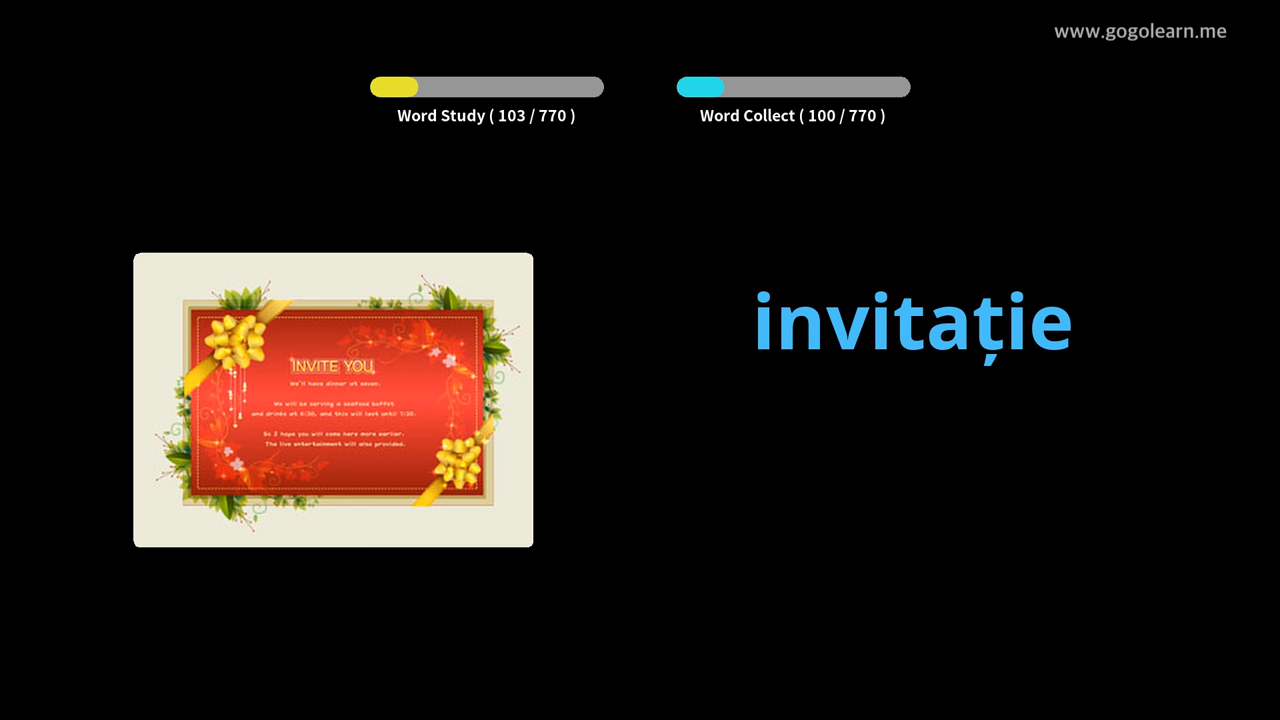 www.gogolearn.me
Word Study ( 103 / 770 )
Word Collect ( 100 / 770 )
invitație
INVITE YOU
We'll have dinner at seven.
We will be serving a seafood buffet
and drinks at 6:30, and this will last until 7:30.
So I hope you will come here more earlier.
The live entertainment will also provided.